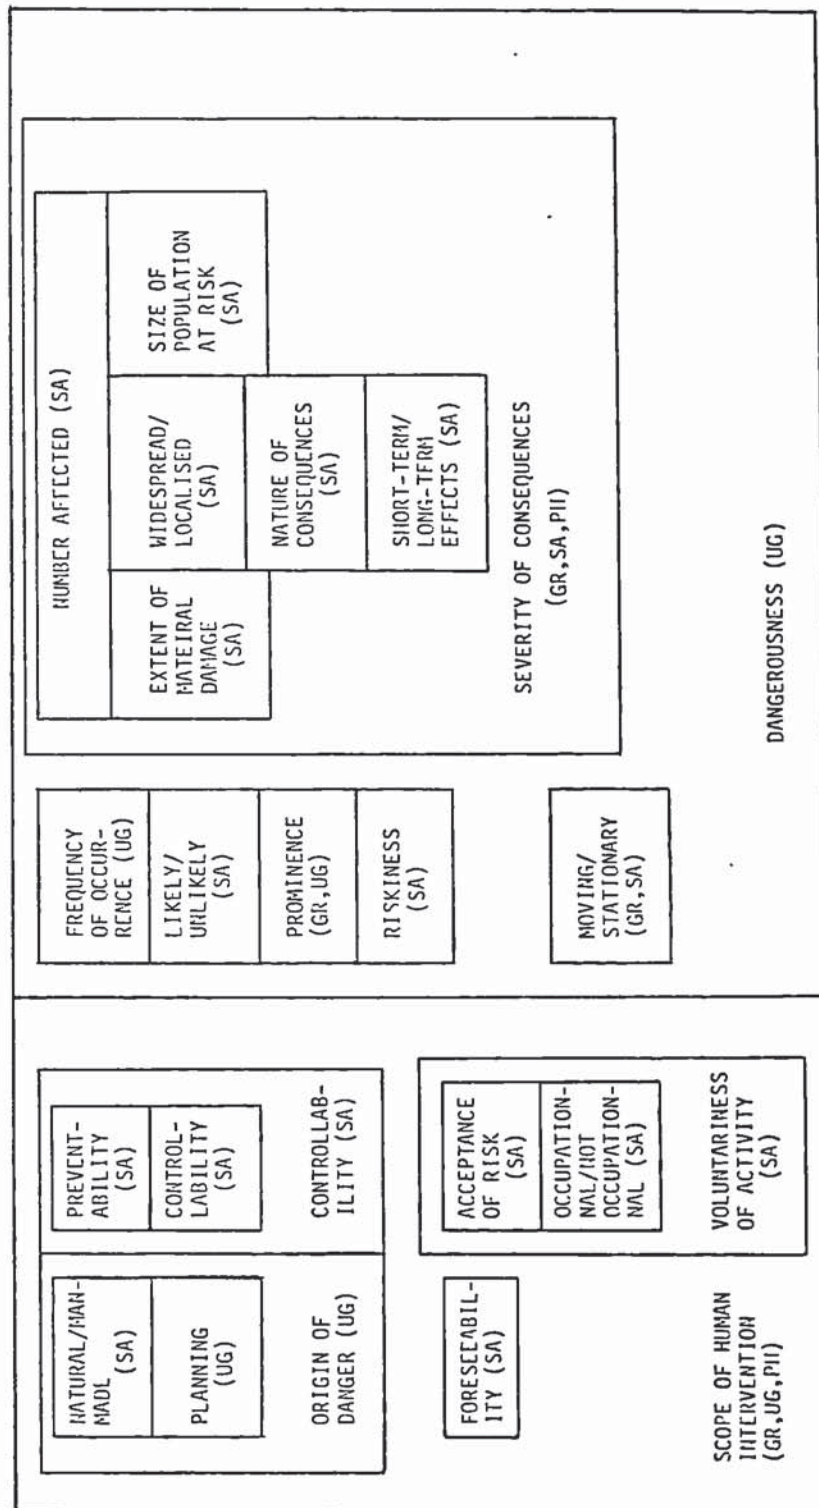 NATURAL/MAN-
MADE (SA)
PLANNING
(UG)
ORIGIN OF
DANGER (UG)
PREVENT-
ABILITY
(SA)
CONTROL-
LABILITY
(SA)
CONTROLLAB-
ILITY (SA)
FORESEEABIL-
ITY (SA)
ACCEPTANCE
OF RISK
(SA)
OCCUPATION-
NAL/NOT
OCCUPATION-
NAL (SA)
VOLUNTARINESS
OF ACTIVITY
(SA)
SCOPE OF HUMAN
INTERVENTION
(GR,UG,PH)
FREQUENCY
OF OCCUR-
RENCE (UG)
LIKELY/
UNLIKELY
(SA)
PROMINENCE
(GR,UG)
RISKINESS
(SA)
MOVING/
STATIONARY
(GR,SA)
NUMBER AFFECTED (SA)
EXTENT OF
MATEIRAL
DAMAGE
(SA)
WIDESPREAD/
LOCALISED
(SA)
SIZE OF
POPULATION
AT RISK
(SA)
NATURE OF
CONSEQUENCES
(SA)
SHORT-TERM/
LONG-TERM
EFFECTS (SA)
SEVERITY OF CONSEQUENCES
(GR,SA,PH)
DANGEROUSNESS (UG)